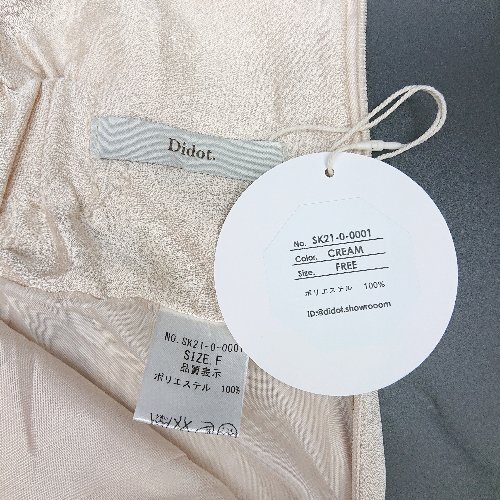 Didot.
No. SK21-0-0001
Color. CREAM
Size. FREE
ポリエステル 100%
ID:@didot.showrooom
NO. SK21-0-0001
SIZE. F
品質表示
ポリエステル 100%